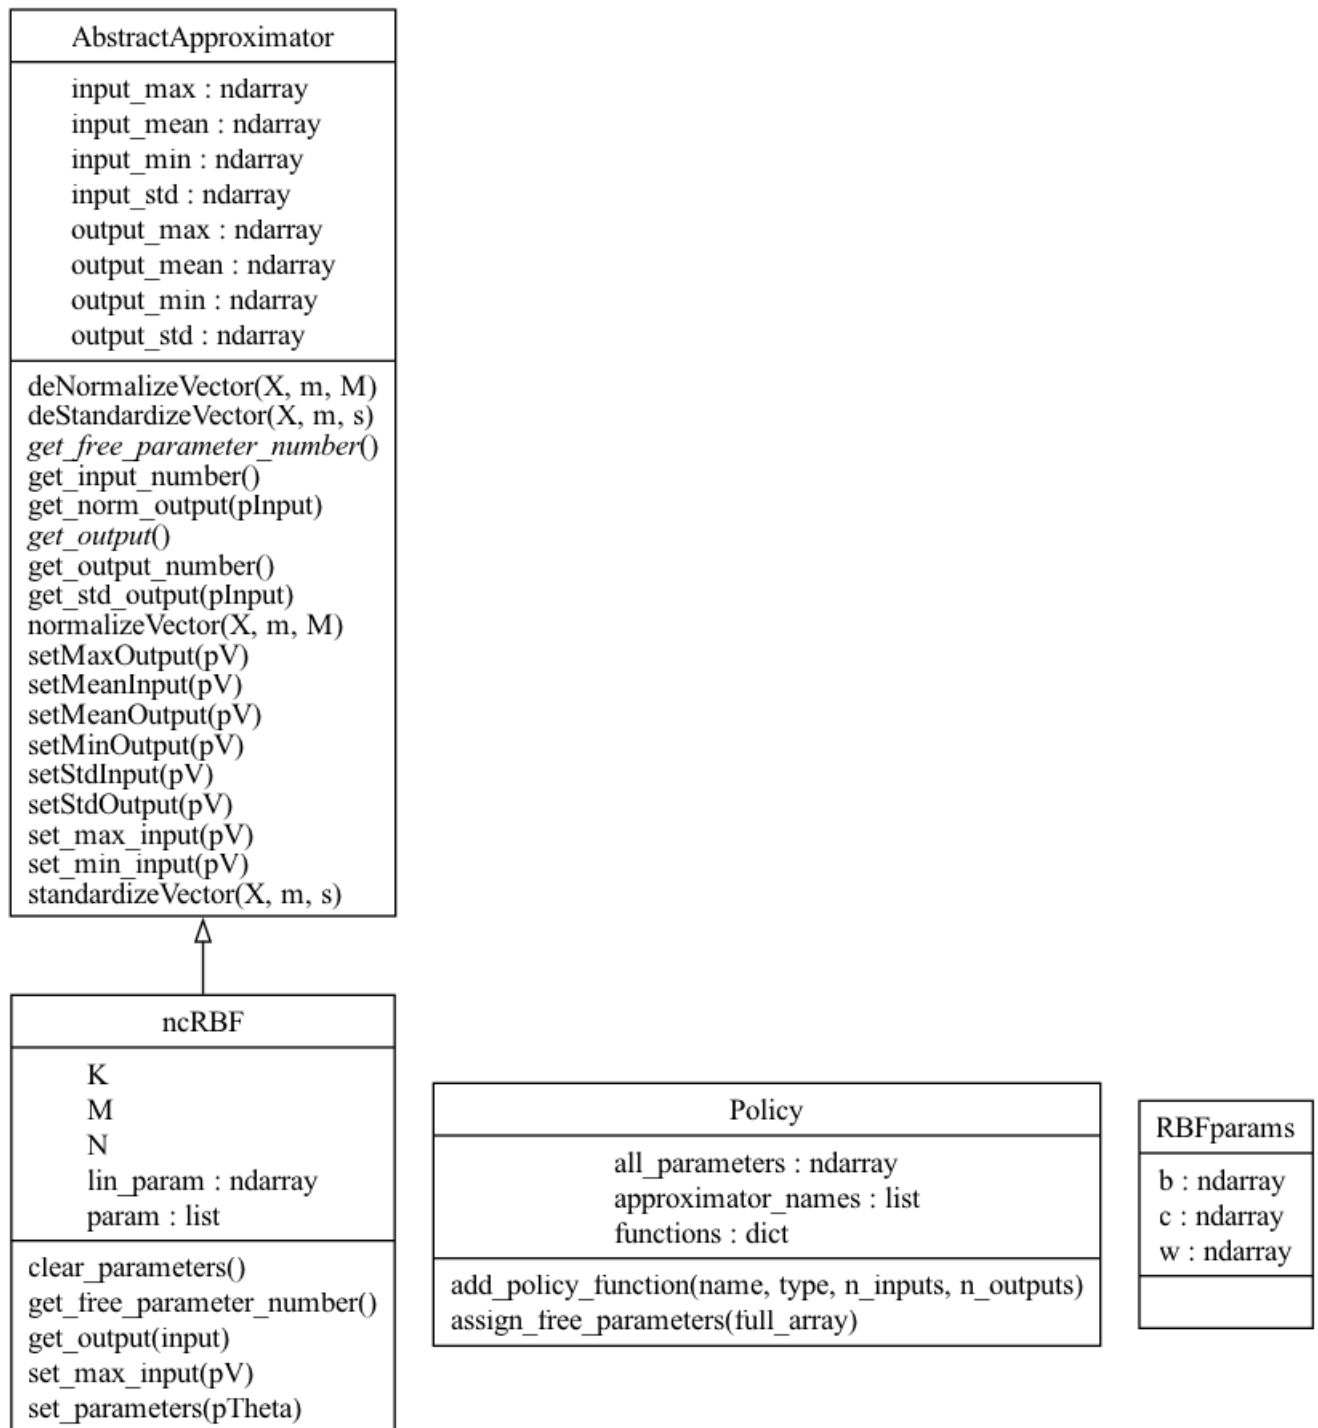 AbstractApproximator
input_max : ndarray
input_mean : ndarray
input_min : ndarray
input_std : ndarray
output_max : ndarray
output_mean : ndarray
output_min : ndarray
output_std : ndarray
deNormalizeVector(X, m, M)
deStandardizeVector(X, m, s)
get_free_parameter_number()
get_input_number()
get_norm_output(pInput)
get_output()
get_output_number()
get_std_output(pInput)
normalizeVector(X, m, M)
setMaxOutput(pV)
setMeanInput(pV)
setMeanOutput(pV)
setMinOutput(pV)
setStdInput(pV)
setStdOutput(pV)
set_max_input(pV)
set_min_input(pV)
standardizeVector(X, m, s)
ncRBF
K
M
N
lin_param : ndarray
param : list
clear_parameters()
get_free_parameter_number()
get_output(input)
set_max_input(pV)
set_parameters(pTheta)
Policy
all_parameters : ndarray
approximator_names : list
functions : dict
add_policy_function(name, type, n_inputs, n_outputs)
assign_free_parameters(full_array)
RBFparams
b : ndarray
c : ndarray
w : ndarray